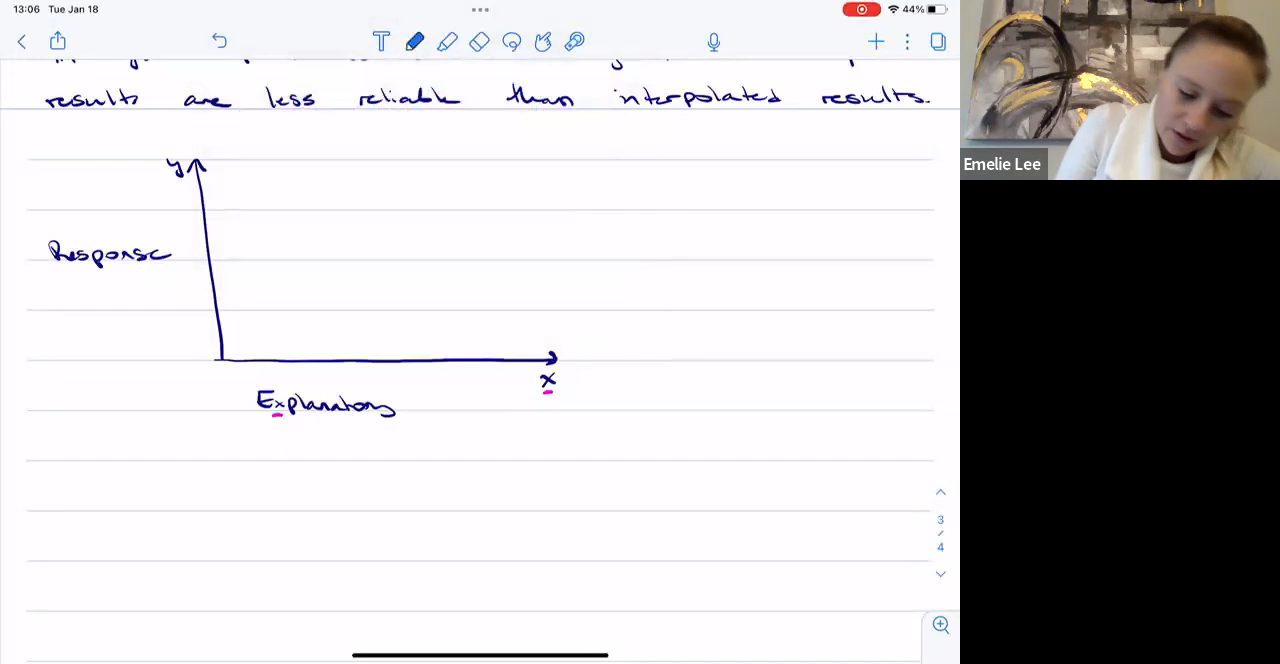 13:06 Tue Jan 18
44%
T
results are less reliable than interpolated results.
y
Response
x
Explanatory
3
/
4
Emelie Lee